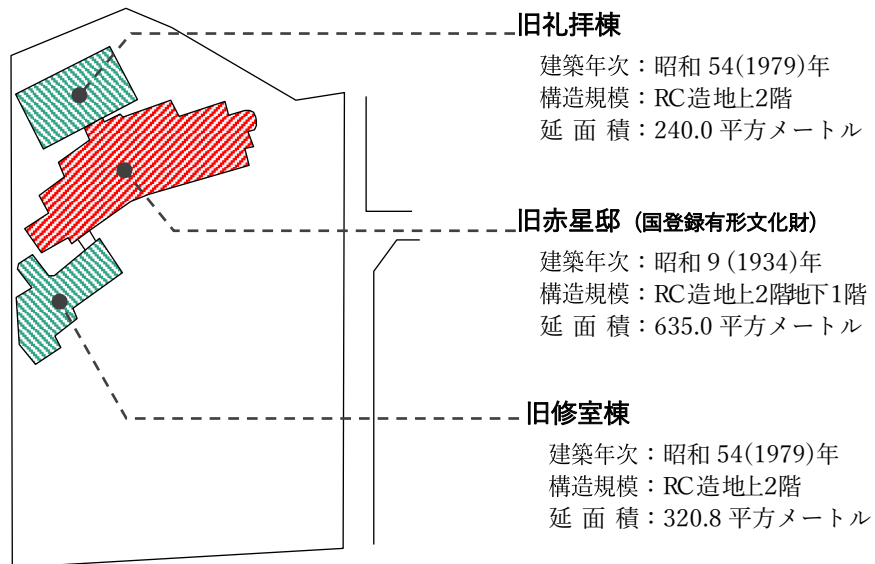 旧礼拝棟
建築年次：昭和 54(1979)年
構造規模：RC造地上2階
延 面 積：240.0 平方メートル
旧赤星邸（国登録有形文化財）
建築年次：昭和 9 (1934)年
構造規模：RC造地上2階地下1階
延 面 積：635.0 平方メートル
旧修室棟
建築年次：昭和 54(1979)年
構造規模：RC造地上2階
延 面 積：320.8 平方メートル